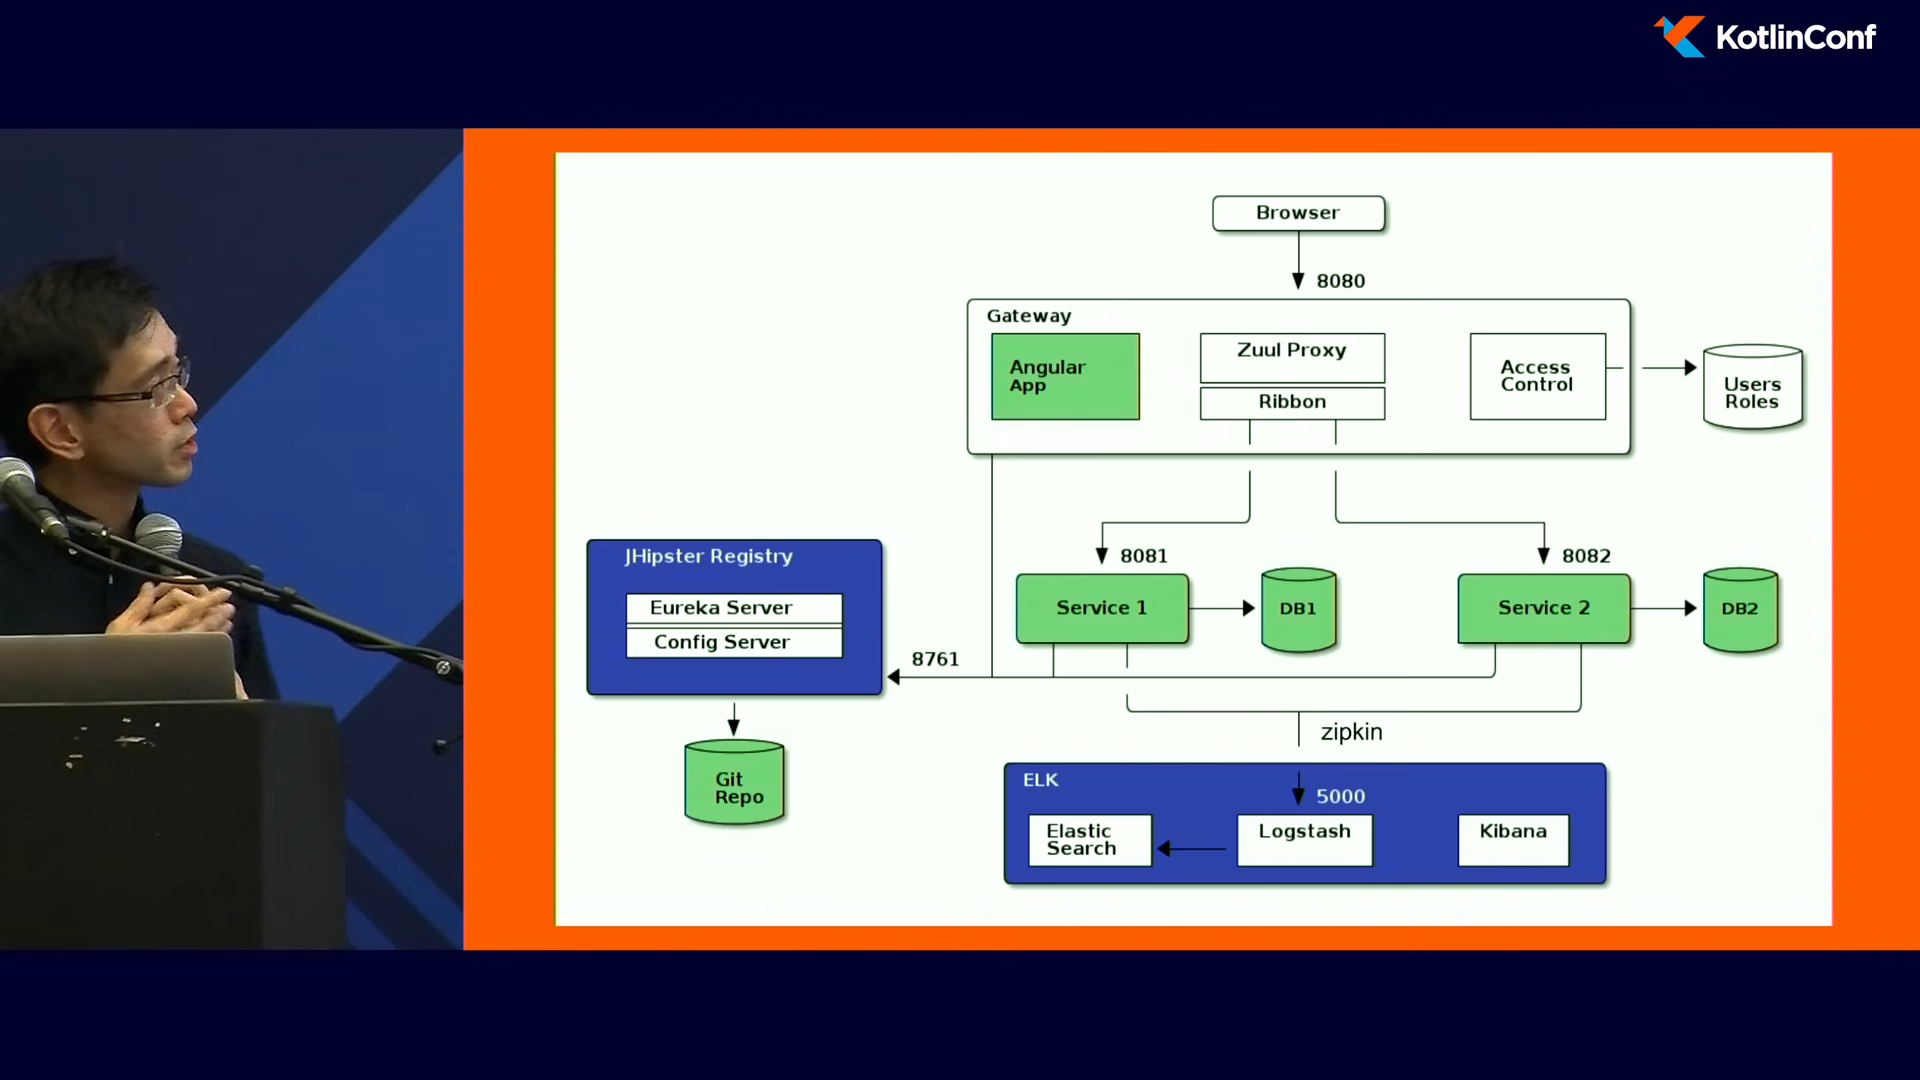 KotlinConf
Browser
8080
Gateway
Angular
App
Zuul Proxy
Ribbon
Access
Control
Users
Roles
JHipster Registry
Eureka Server
Config Server
8761
8081
Service 1
DB1
8082
Service 2
DB2
zipkin
Git
Repo
ELK
5000
Elastic
Search
Logstash
Kibana